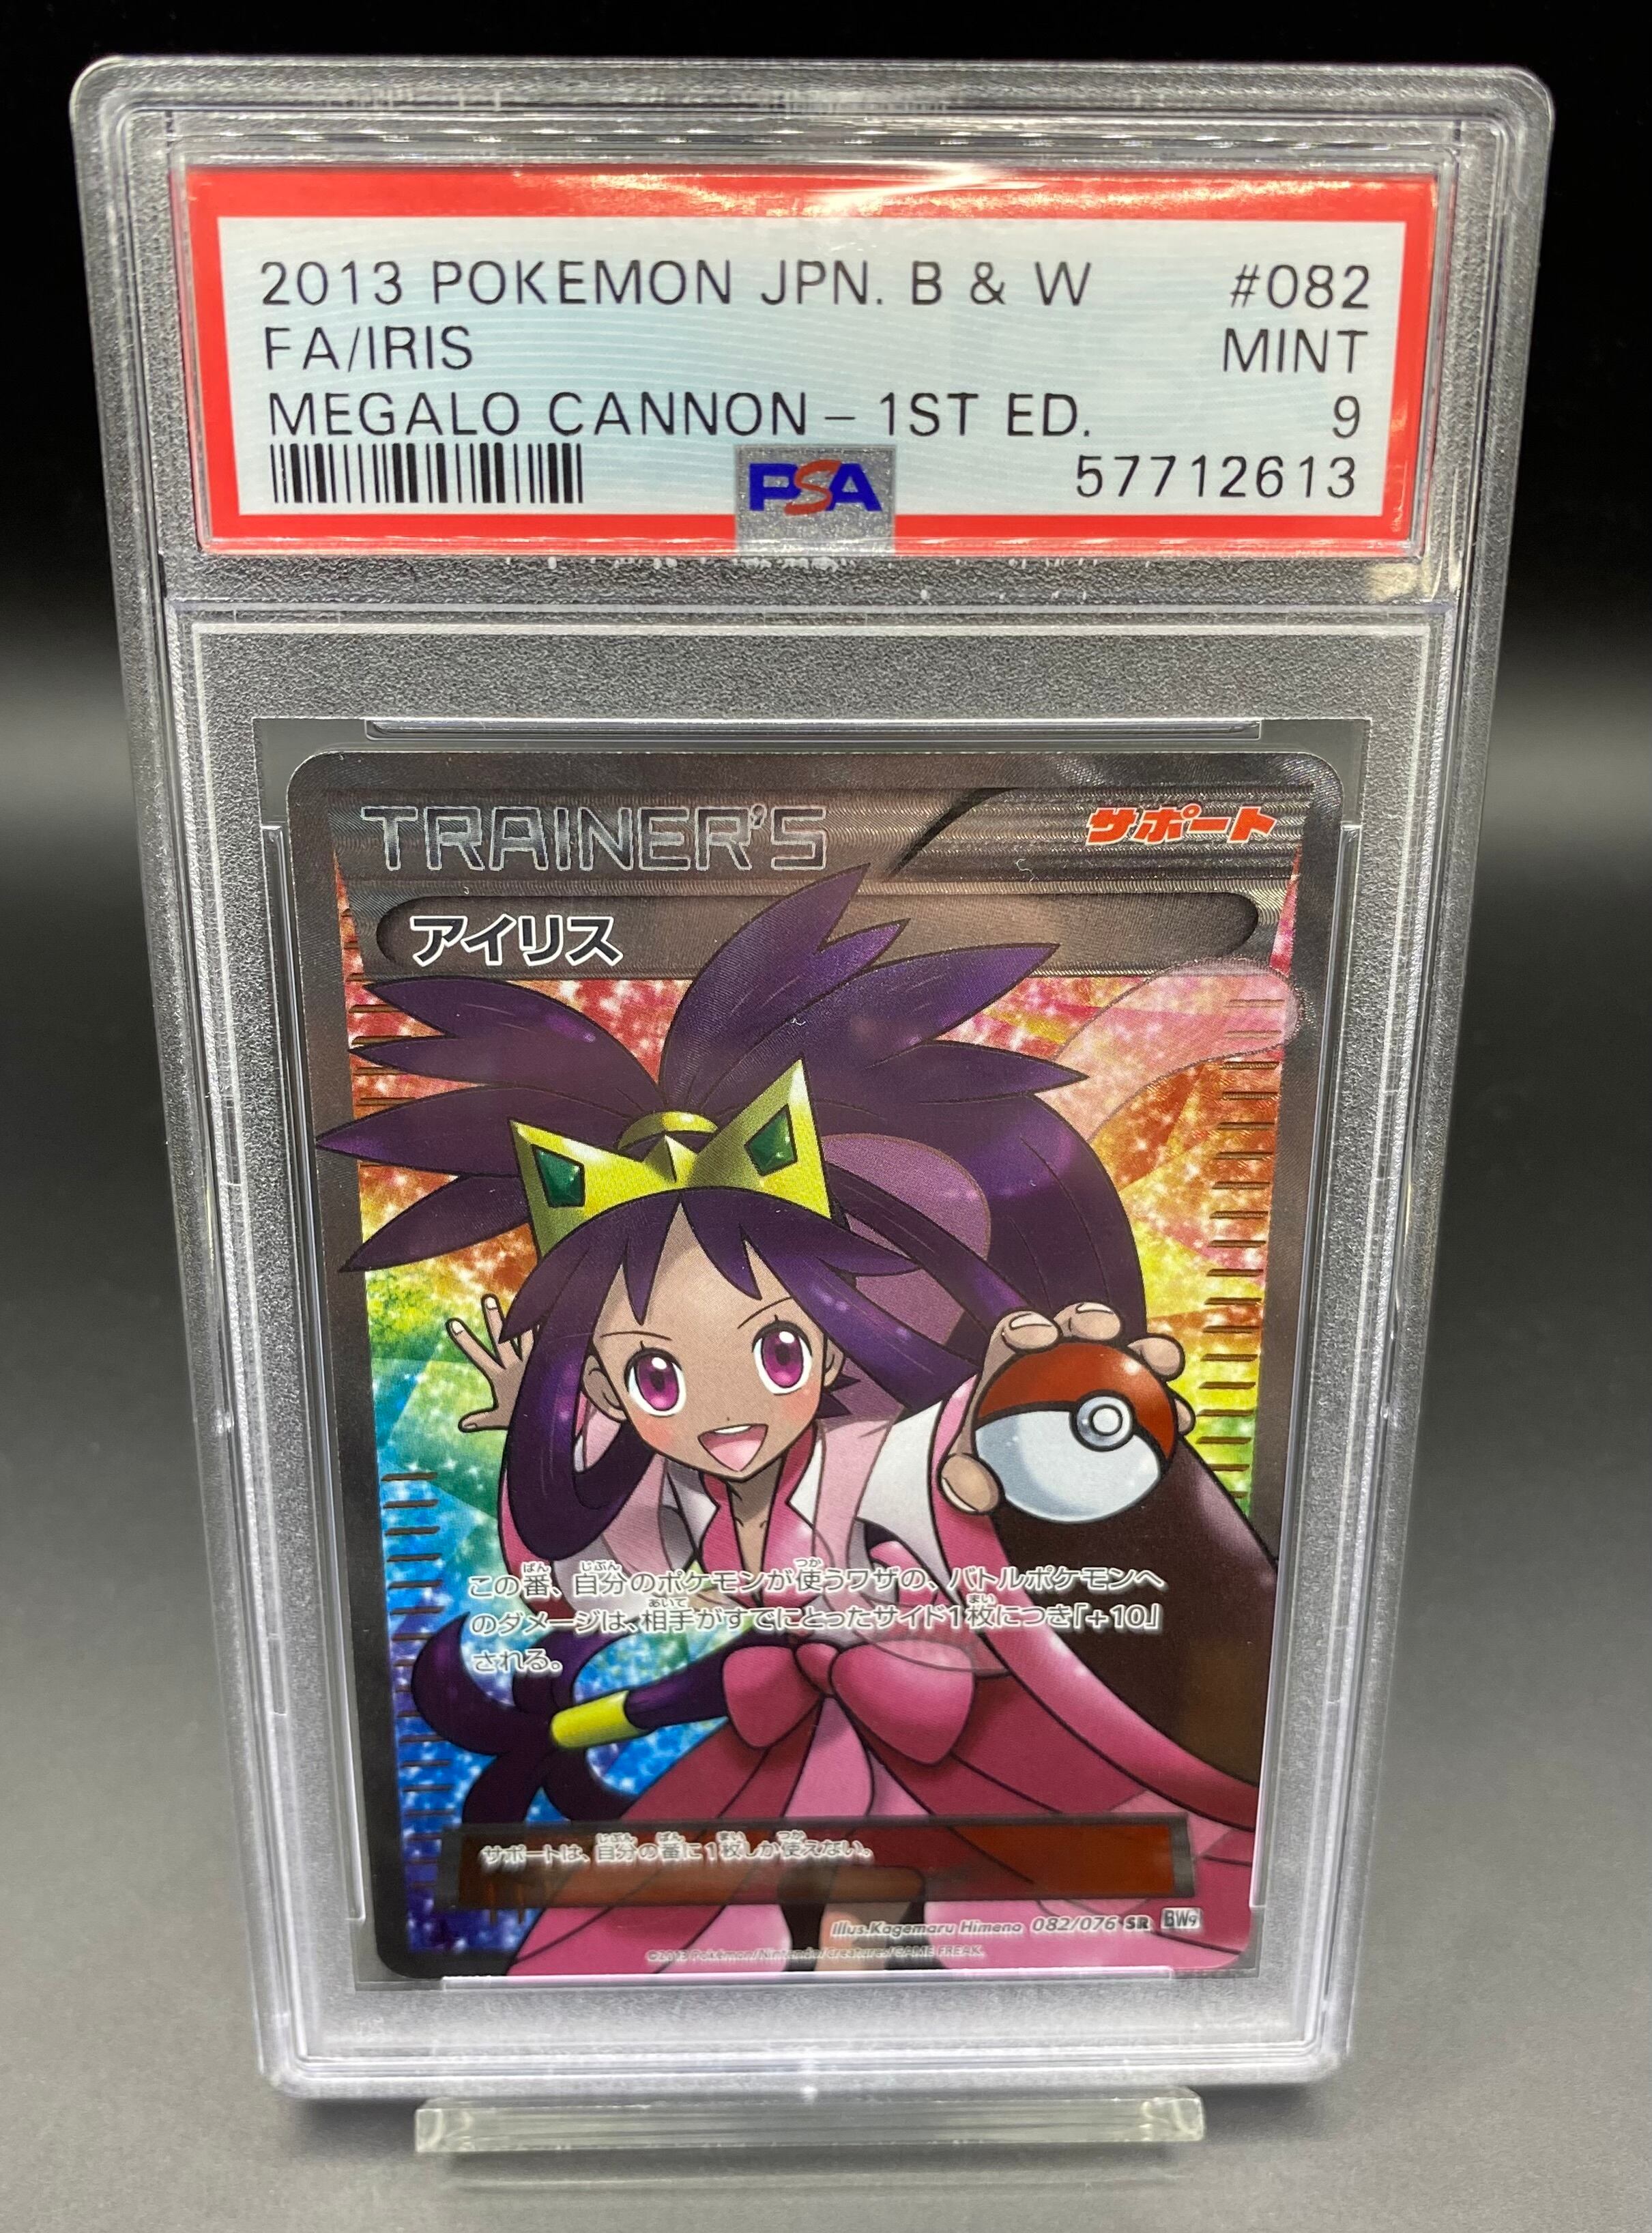 2013 POKEMON JPN. B & W #082
FA/IRIS MINT
MEGALO CANNON - 1ST ED. 9
PSA 57712613
TRAINER'S サポート
アイリス
この番、自分のポケモンが使うワザの、バトルポケモンへ
のダメージは、相手がすでにとったサイド1枚につき「+10」
される。
サポートは、自分の番に1枚しか使えない。
Illus.Kagemaru Himeno 082/076 SR BW9
©2013 Pokémon/Nintendo/creatures/GAME FREAK.